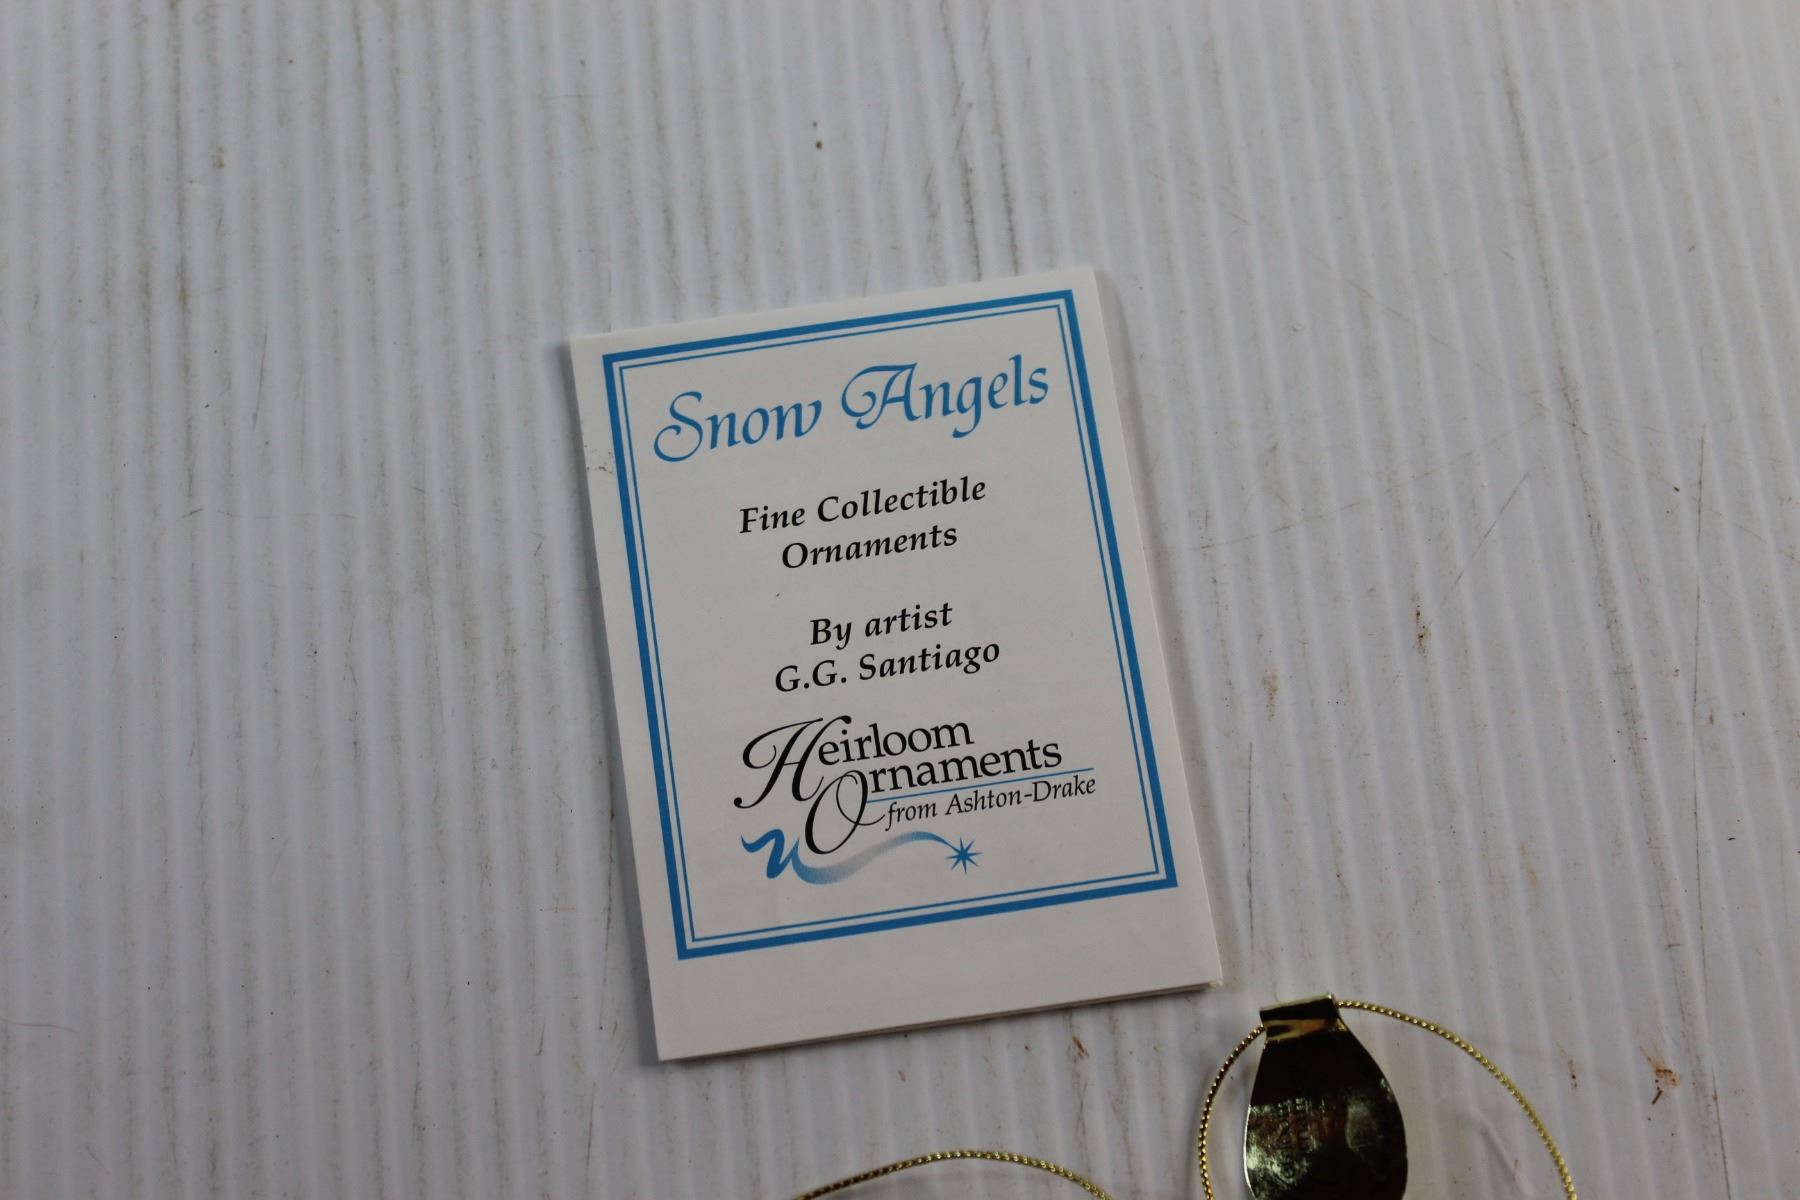 Snow Angels
Fine Collectible
Ornaments
By artist
G.G. Santiago
Heirloom
Ornaments
from Ashton-Drake